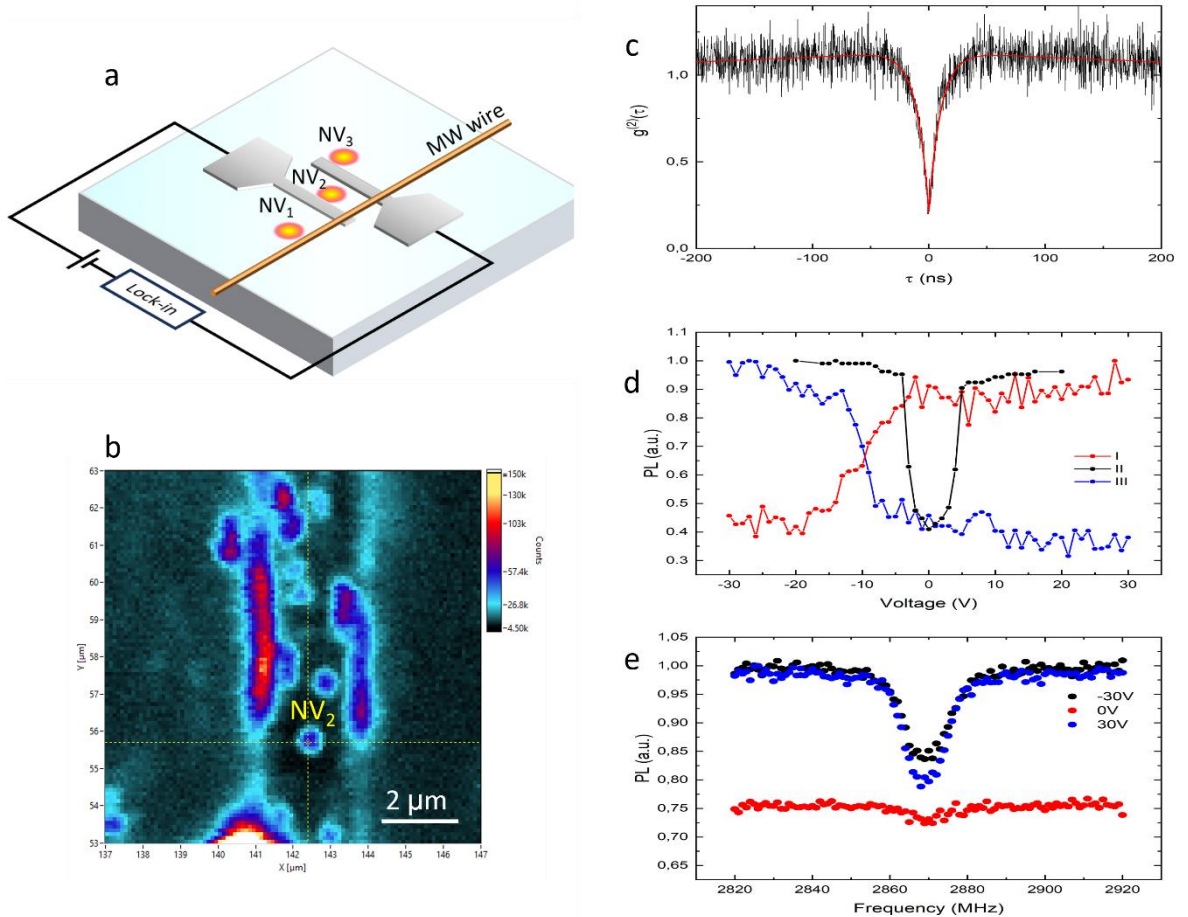 a
NV3
NV2
NV1
MW wire
Lock-in
b
63
62
61
60
59
58
57
56
55
54
53
Y [µm]
137
138
139
140
141
142
143
144
145
146
147
X [µm]
NV2
2 µm
150k
130k
103k
57.4k
26.8k
4.50k
Counts
c
1,0
0,5
0,0
g(2)(τ)
-200
-100
0
100
200
τ (ns)
d
1.1
1.0
0.9
0.8
0.7
0.6
0.5
0.4
0.3
PL (a.u.)
I
II
III
-30
-20
-10
0
10
20
30
Voltage (V)
e
1,05
1,00
0,95
0,90
0,85
0,80
0,75
0,70
0,65
PL (a.u.)
-30V
0V
30V
2820
2840
2860
2880
2900
2920
Frequency (MHz)